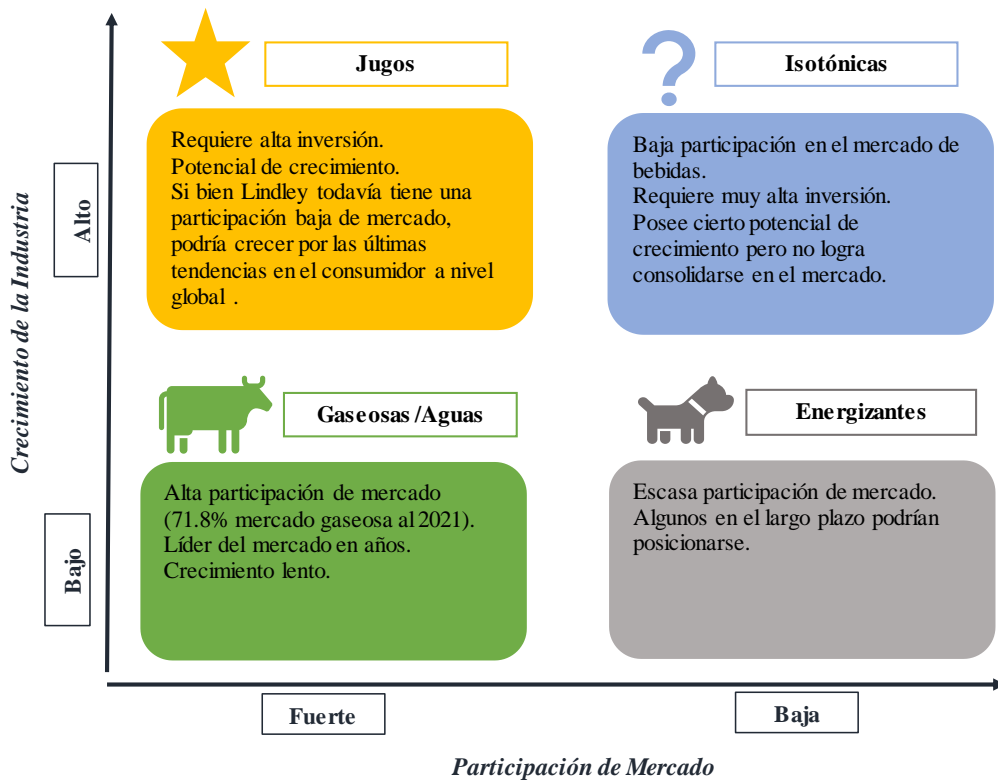 Jugos
Requiere alta inversión.
Potencial de crecimiento.
Si bien Lindley todavía tiene una
participación baja de mercado,
podría crecer por las últimas
tendencias en el consumidor a nivel
global .
?
Isotónicas
Baja participación en el mercado de
bebidas.
Requiere muy alta inversión.
Posee cierto potencial de
crecimiento pero no logra
consolidarse en el mercado.
Crecimiento de la Industria
Alto
Bajo
Gaseosas /Aguas
Alta participación de mercado
(71.8% mercado gaseosa al 2021).
Líder del mercado en años.
Crecimiento lento.
Energizantes
Escasa participación de mercado.
Algunos en el largo plazo podrían
posicionarse.
Fuerte
Baja
Participación de Mercado